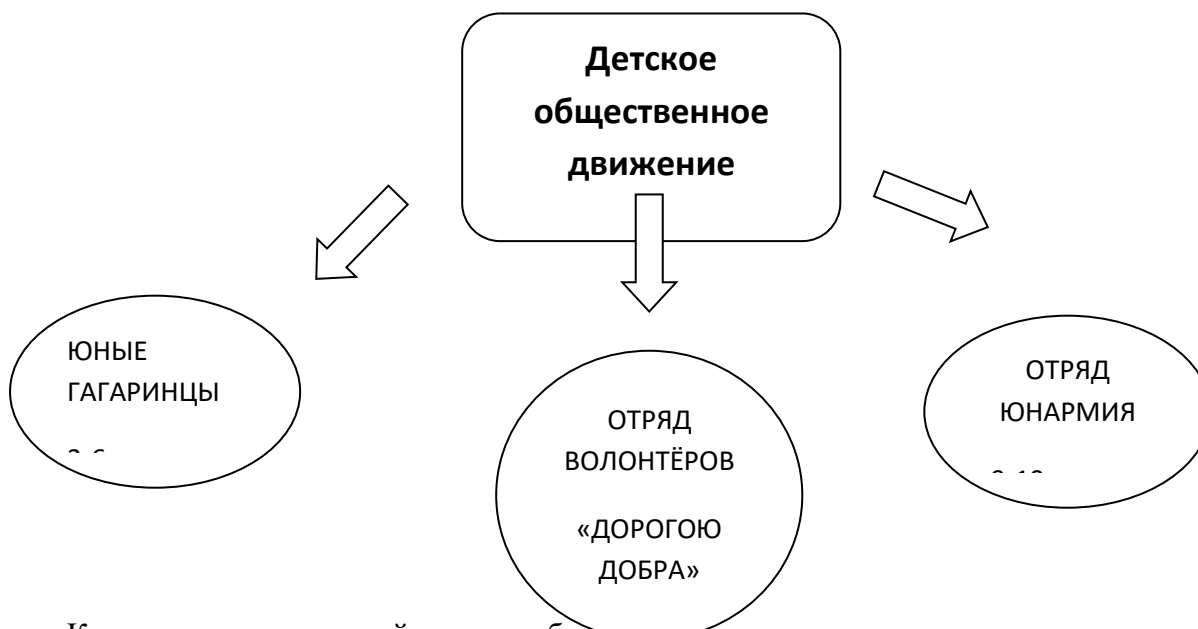 Детское
общественное
движение
ЮНЫЕ
ГАГАРИНЦЫ
ОТРЯД
ВОЛОНТЁРОВ
«ДОРОГОЮ
ДОБРА»
ОТРЯД
ЮНАРМИЯ